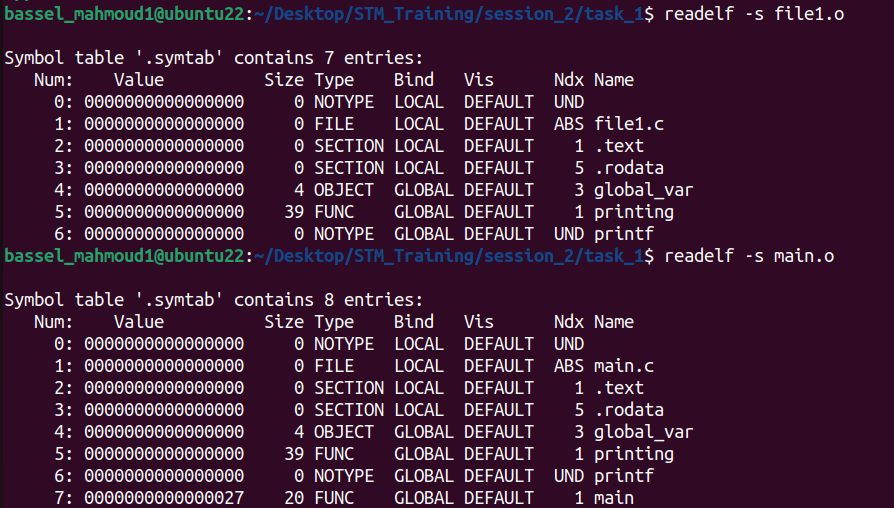 bassel_mahmoud1@ubuntu22:~/Desktop/STM_Training/session_2/task_1$ readelf -s file1.o
Symbol table '.symtab' contains 7 entries:
   Num:    Value          Size Type    Bind   Vis      Ndx Name
     0: 0000000000000000     0 NOTYPE  LOCAL  DEFAULT  UND
     1: 0000000000000000     0 FILE    LOCAL  DEFAULT  ABS file1.c
     2: 0000000000000000     0 SECTION LOCAL  DEFAULT    1 .text
     3: 0000000000000000     0 SECTION LOCAL  DEFAULT    5 .rodata
     4: 0000000000000000     4 OBJECT  GLOBAL DEFAULT    3 global_var
     5: 0000000000000000    39 FUNC    GLOBAL DEFAULT    1 printing
     6: 0000000000000000     0 NOTYPE  GLOBAL DEFAULT  UND printf
bassel_mahmoud1@ubuntu22:~/Desktop/STM_Training/session_2/task_1$ readelf -s main.o
Symbol table '.symtab' contains 8 entries:
   Num:    Value          Size Type    Bind   Vis      Ndx Name
     0: 0000000000000000     0 NOTYPE  LOCAL  DEFAULT  UND
     1: 0000000000000000     0 FILE    LOCAL  DEFAULT  ABS main.c
     2: 0000000000000000     0 SECTION LOCAL  DEFAULT    1 .text
     3: 0000000000000000     0 SECTION LOCAL  DEFAULT    5 .rodata
     4: 0000000000000000     4 OBJECT  GLOBAL DEFAULT    3 global_var
     5: 0000000000000000    39 FUNC    GLOBAL DEFAULT    1 printing
     6: 0000000000000000     0 NOTYPE  GLOBAL DEFAULT  UND printf
     7: 0000000000000027    20 FUNC    GLOBAL DEFAULT    1 main